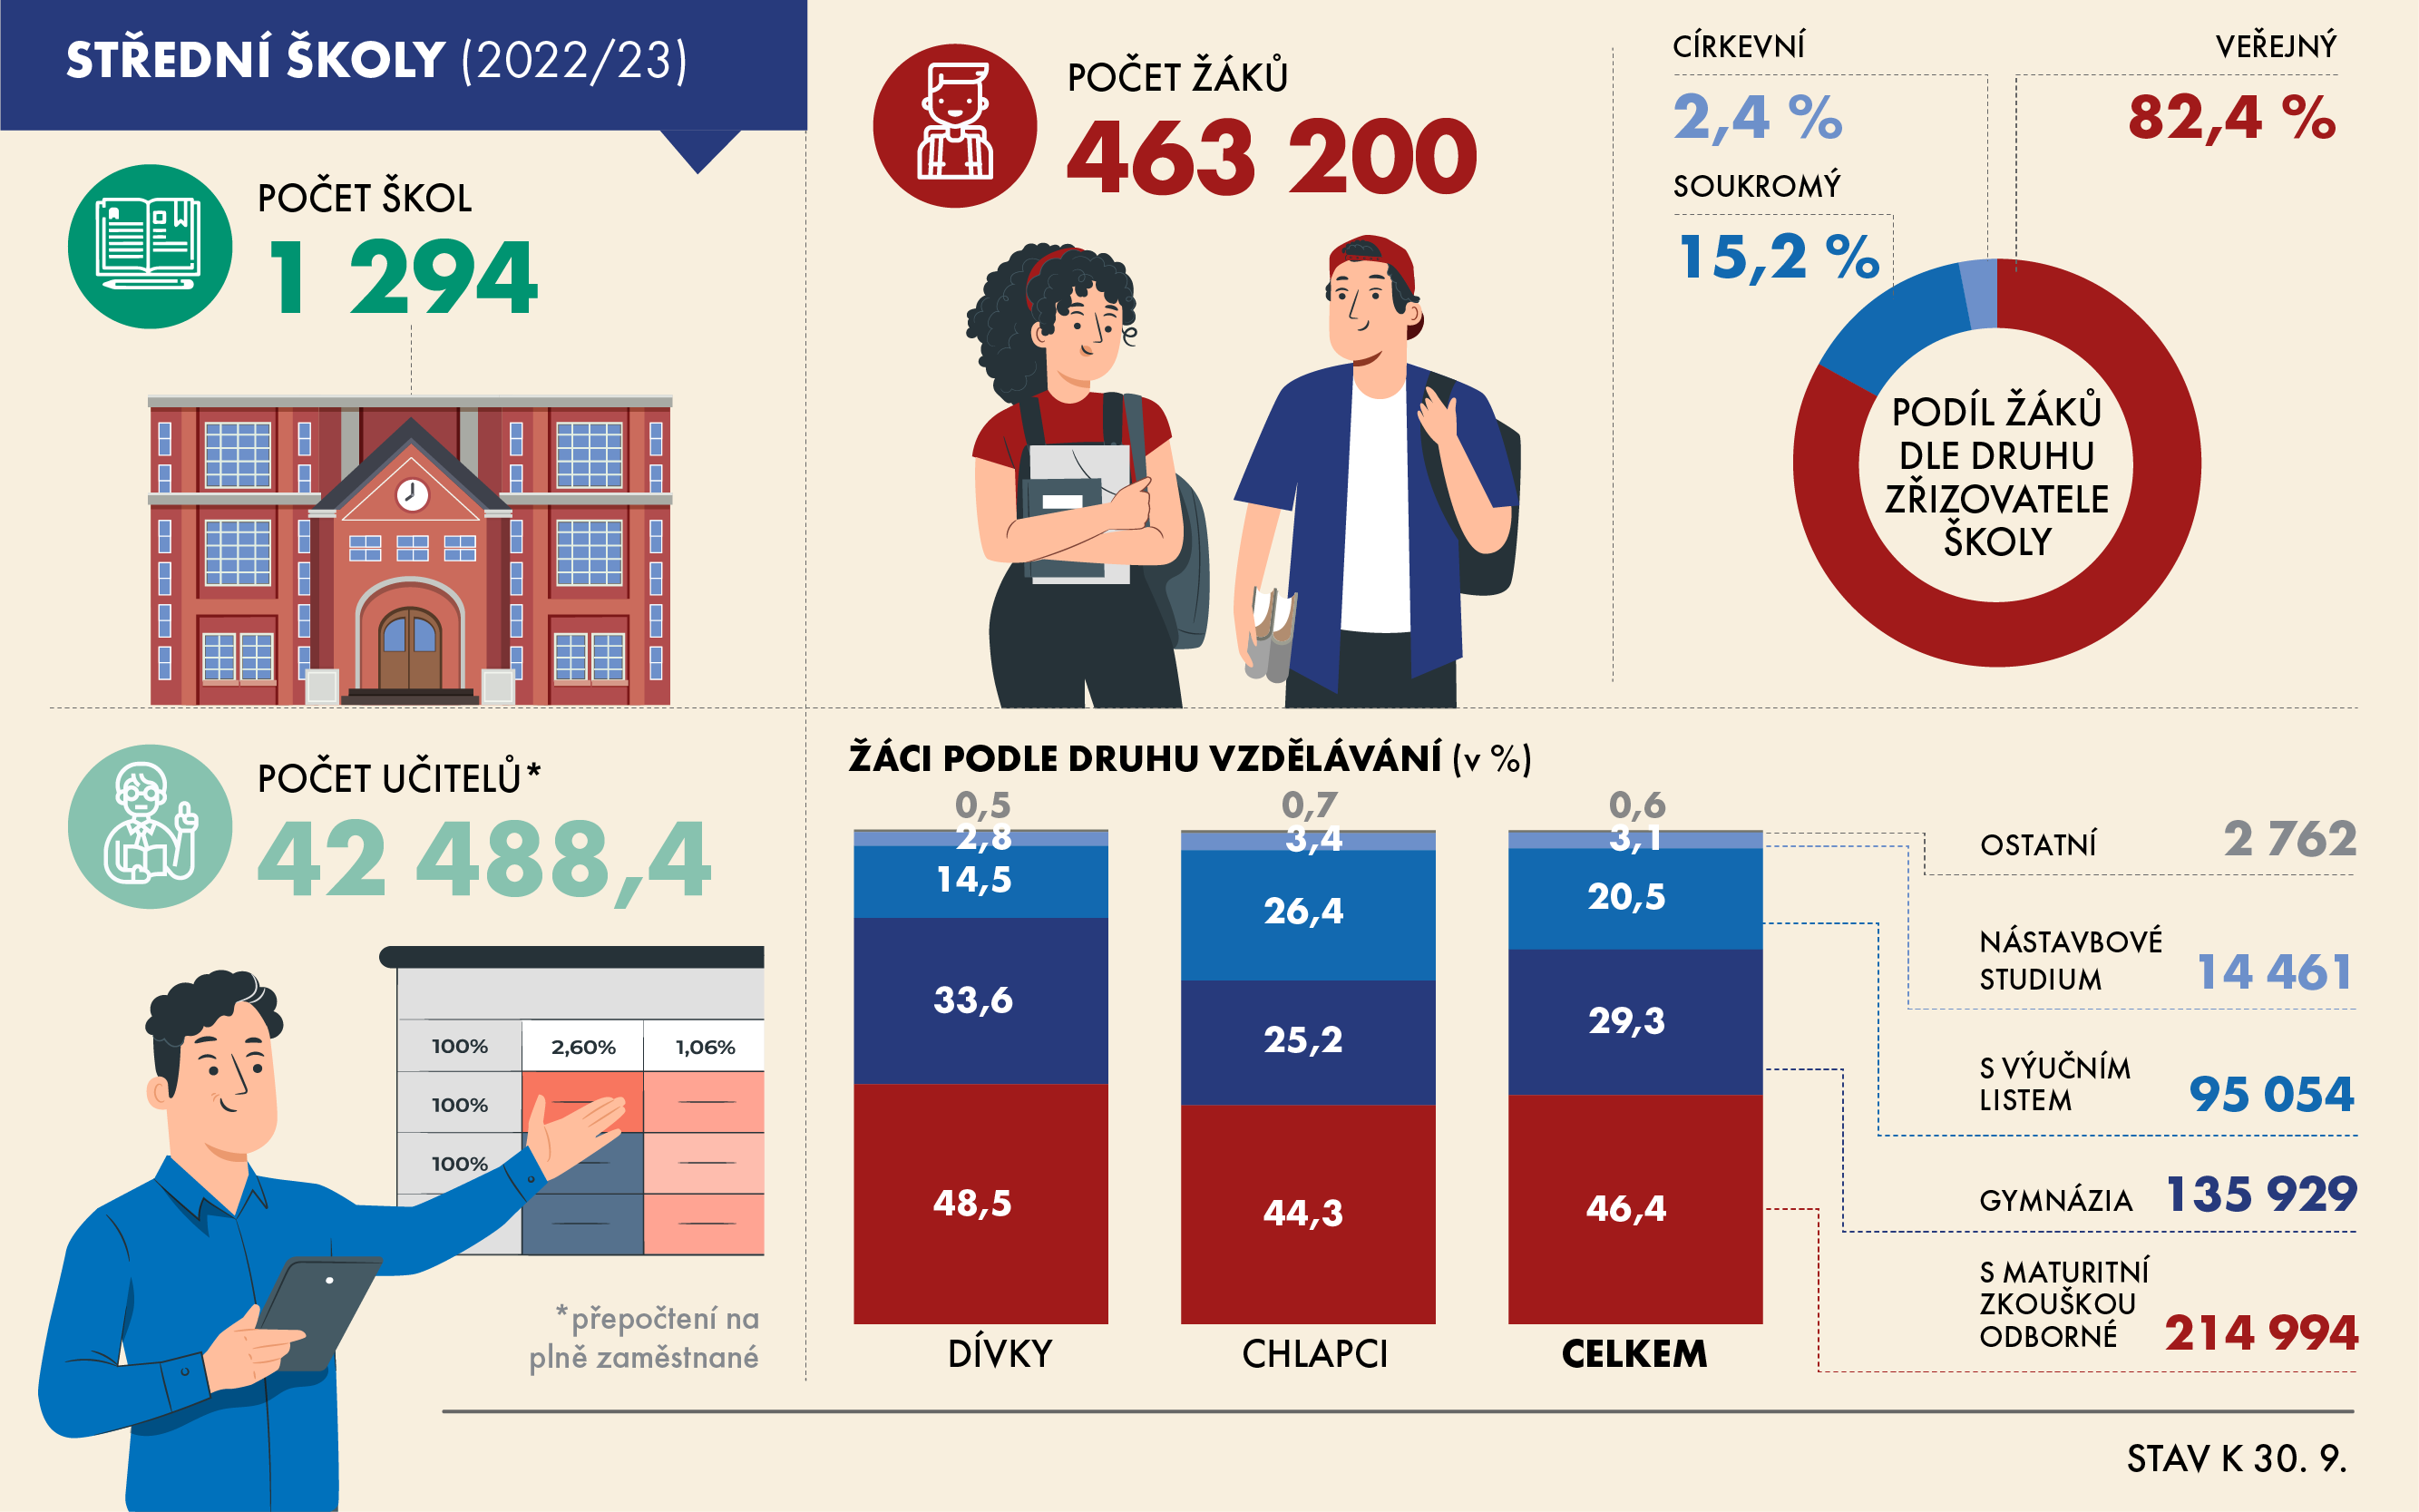 STŘEDNÍ ŠKOLY (2022/23)
POČET ŠKOL
1 294
POČET ŽÁKŮ
463 200
CÍRKEVNÍ
2,4 %
SOUKROMÝ
15,2 %
VEŘEJNÝ
82,4 %
PODÍL ŽÁKŮ
DLE DRUHU
ZŘIZOVATELE
ŠKOLY
POČET UČITELŮ*
42 488,4
100% 2,60% 1,06%
100%
100%
*přepočtení na
plně zaměstnané
ŽÁCI PODLE DRUHU VZDĚLÁVÁNÍ (v %)
0,5 0,7 0,6
2,8 3,4 3,1
14,5 26,4 20,5
33,6 25,2 29,3
48,5 44,3 46,4
DÍVKY CHLAPCI CELKEM
OSTATNÍ 2 762
NÁSTAVBOVÉ
STUDIUM 14 461
S VÝUČNÍM
LISTEM 95 054
GYMNÁZIA 135 929
S MATURITNÍ
ZKOUŠKOU
ODBORNÉ 214 994
STAV K 30. 9.